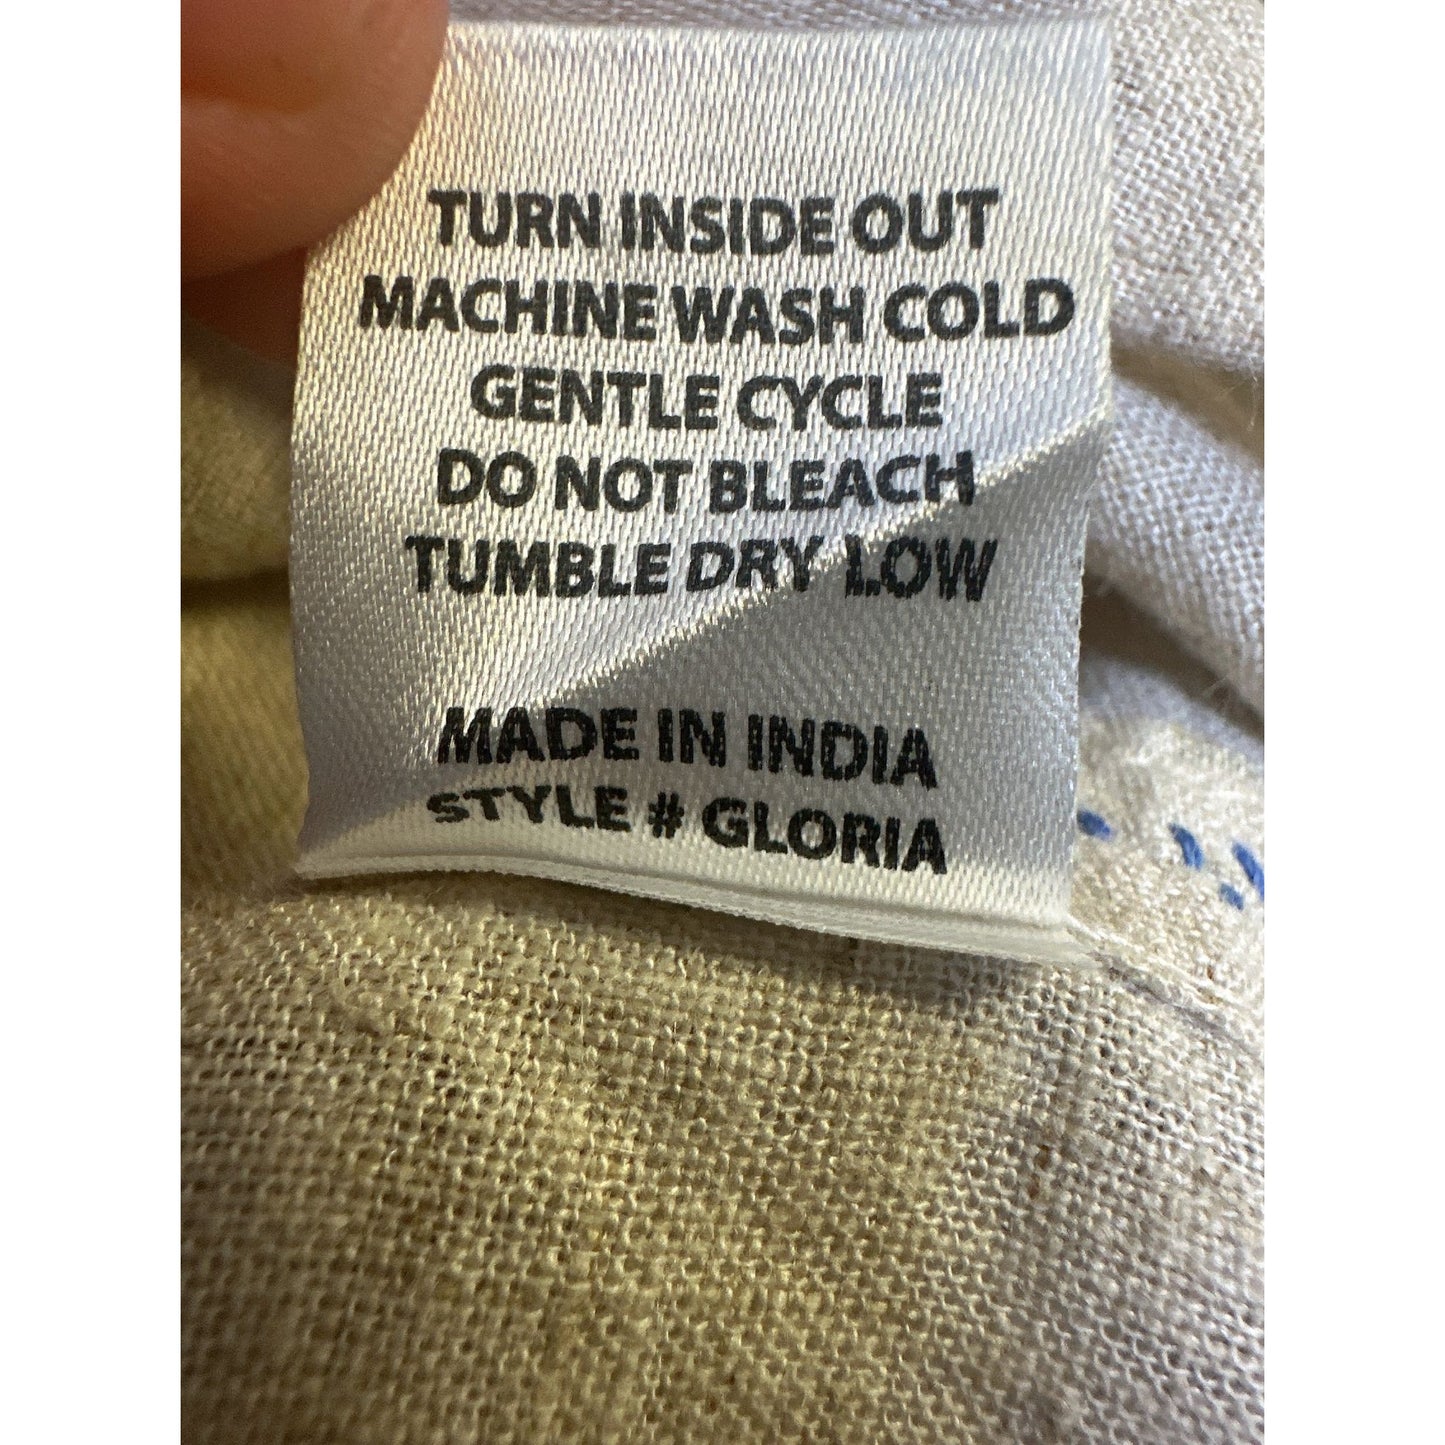 TURN INSIDE OUT
MACHINE WASH COLD
GENTLE CYCLE
DO NOT BLEACH
TUMBLE DRY LOW
MADE IN INDIA
STYLE # GLORIA